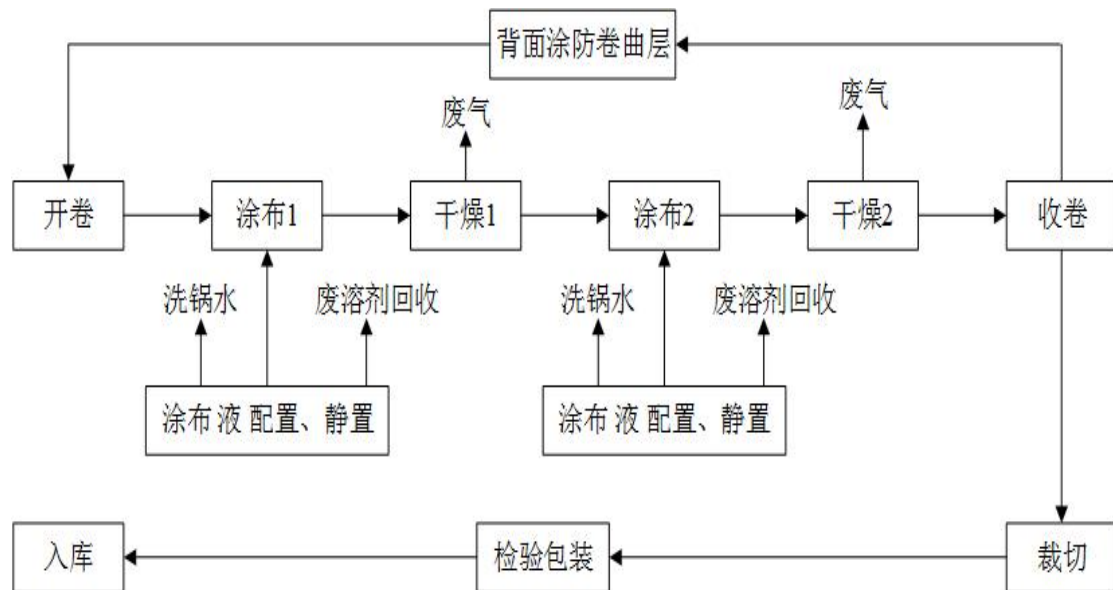 背面涂防卷曲层
废气
废气
开卷
涂布1
干燥1
涂布2
干燥2
收卷
洗锅水
废溶剂回收
洗锅水
废溶剂回收
涂布 液 配置、静置
涂布 液 配置、静置
入库
检验包装
裁切